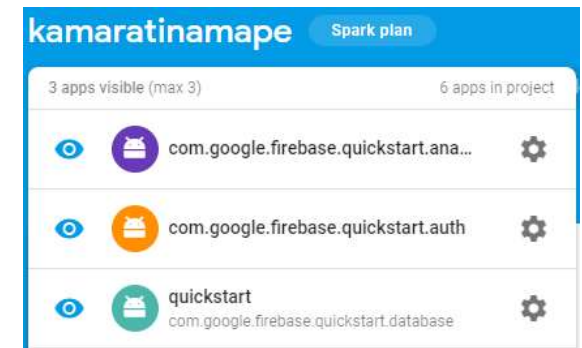 kamaratinamape Spark plan
3 apps visible (max 3) 6 apps in project
com.google.firebase.quickstart.ana...
com.google.firebase.quickstart.auth
quickstart
com.google.firebase.quickstart.database